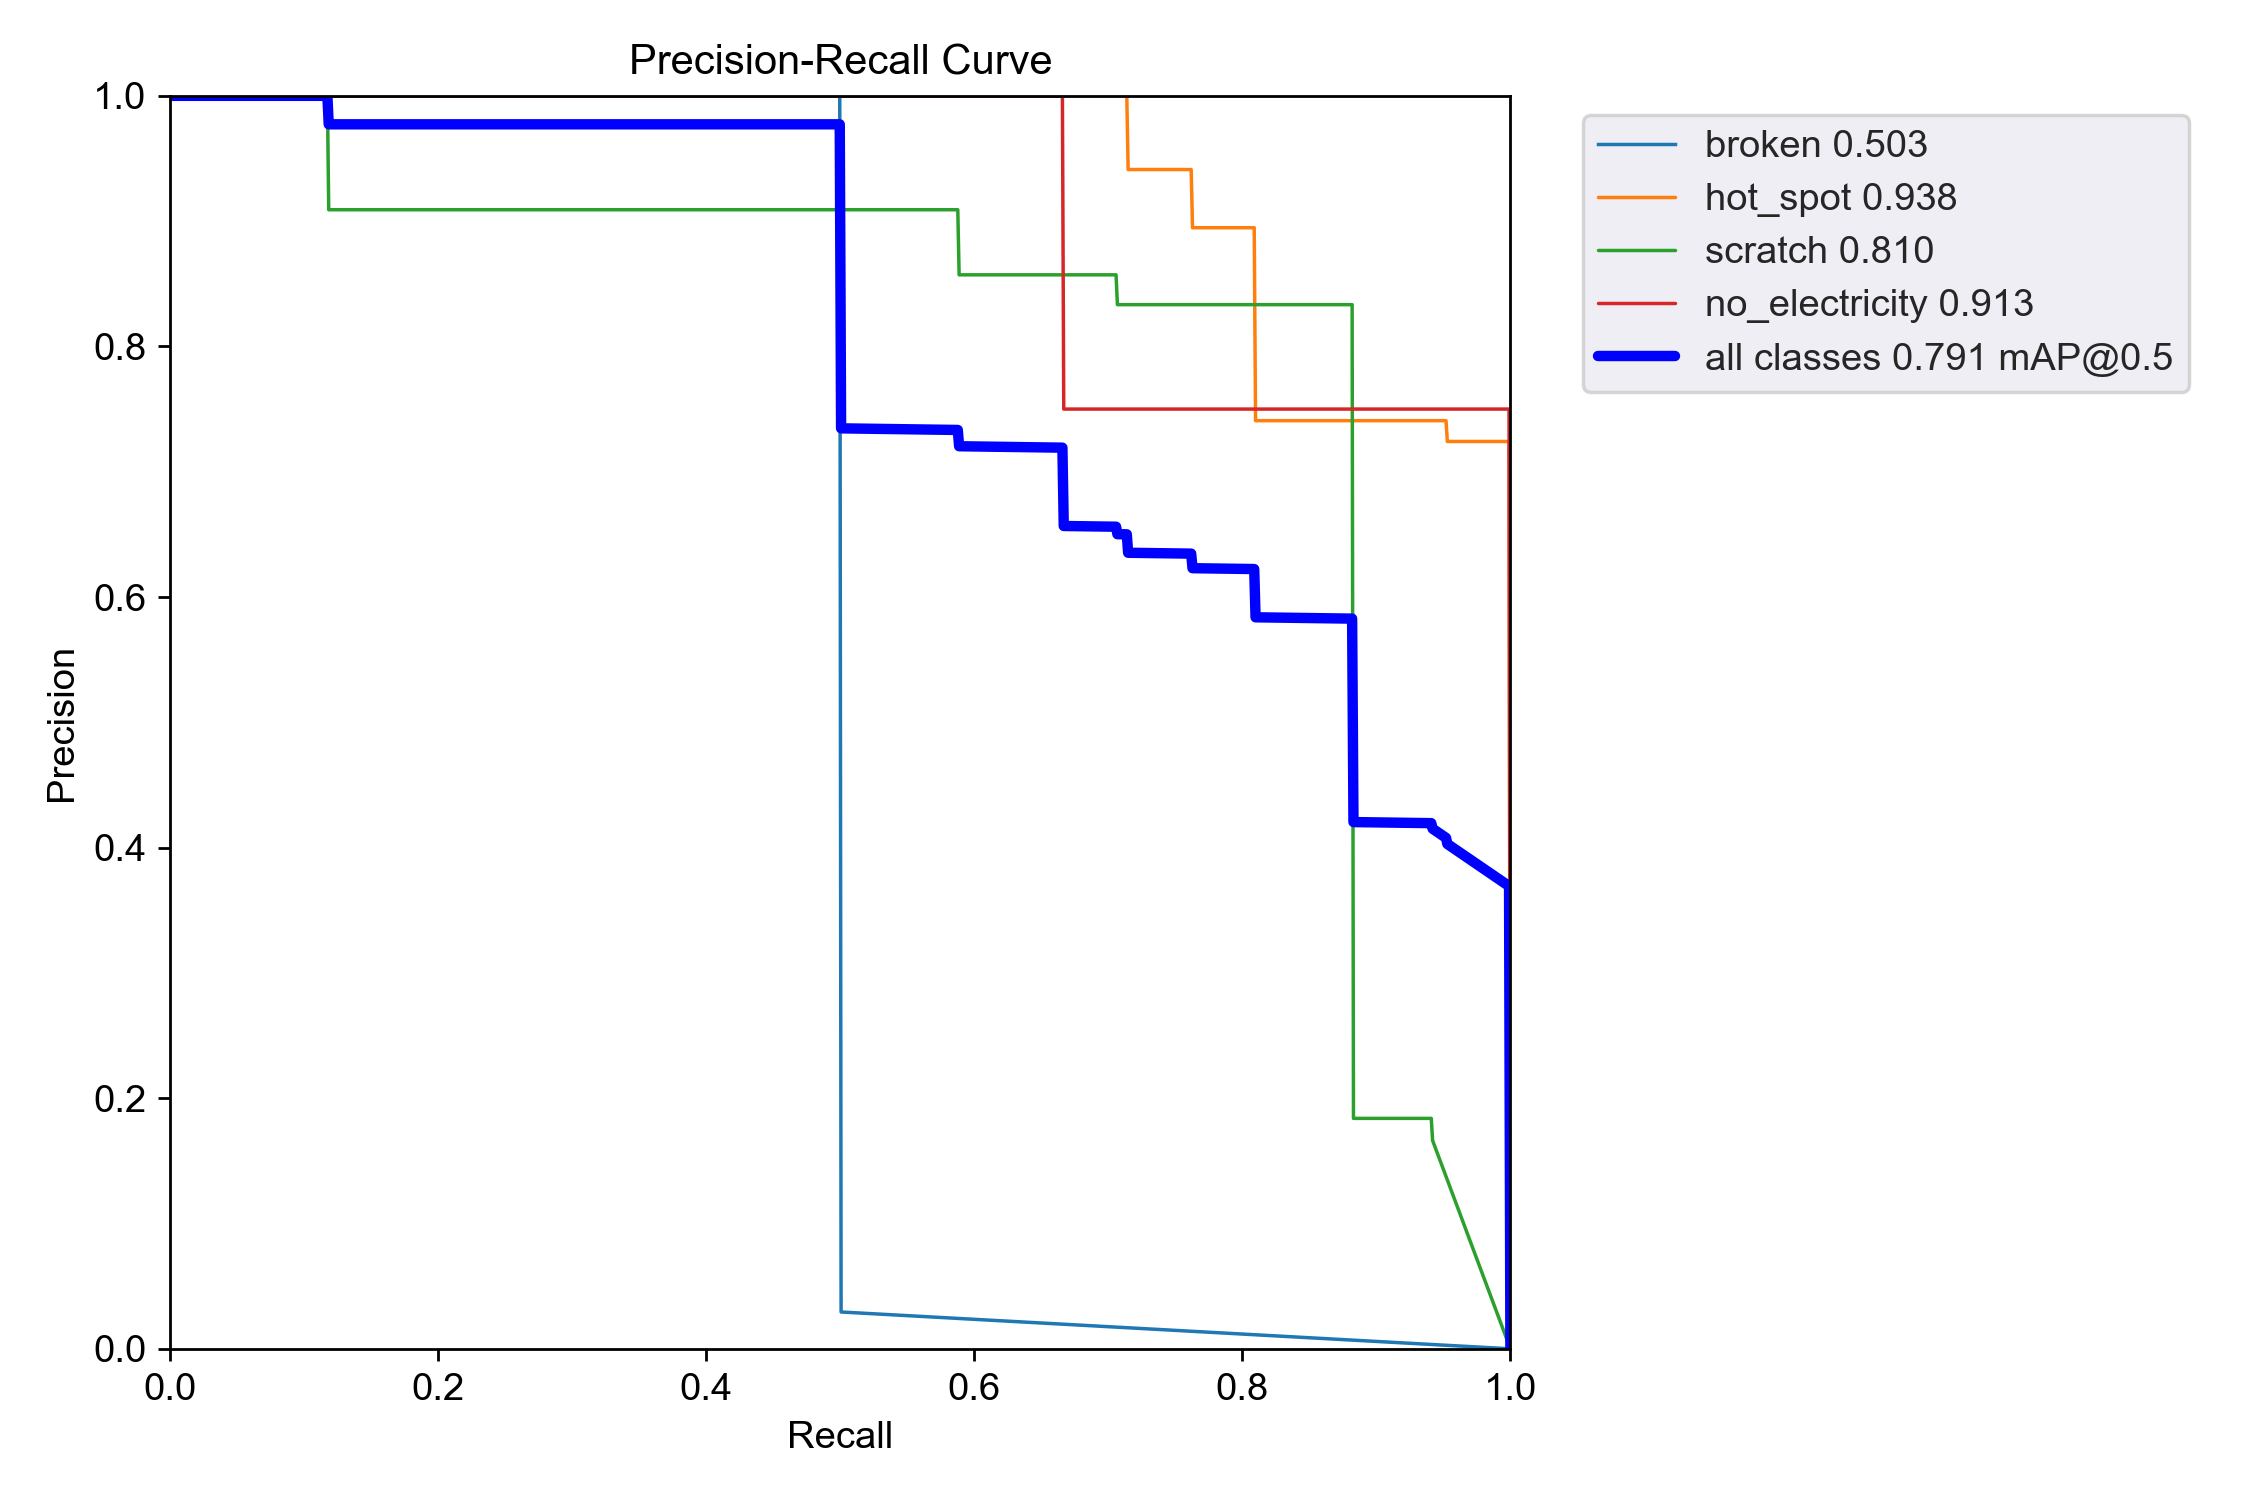 Precision-Recall Curve
1.0
0.8
0.6
0.4
0.2
0.0
Precision
0.0 0.2 0.4 0.6 0.8 1.0
Recall
broken 0.503
hot_spot 0.938
scratch 0.810
no_electricity 0.913
all classes 0.791 mAP@0.5